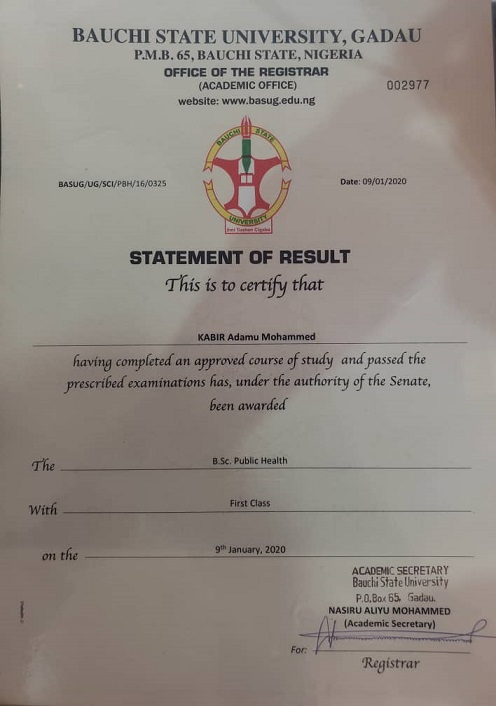 BAUCHI STATE UNIVERSITY, GADAU
P.M.B. 65, BAUCHI STATE, NIGERIA
OFFICE OF THE REGISTRAR
(ACADEMIC OFFICE)
002977
website: www.basug.edu.ng
BAUCHI STATE
BASUG/UG/SCI/PBH/16/0325
Date: 09/01/2020
UNIVERSITY
STATEMENT OF RESULT
This is to certify that
KABIR Adamu Mohammed
having completed an approved course of study and passed the
prescribed examinations has, under the authority of the Senate,
been awarded
The B.Sc. Public Health
With First Class
on the 9th January, 2020
ACADEMIC SECRETARY
Bauchi State University
P.O.Box 65. Gadau.
NASIRU ALIYU MOHAMMED
(Academic Secretary)
For:
Registrar